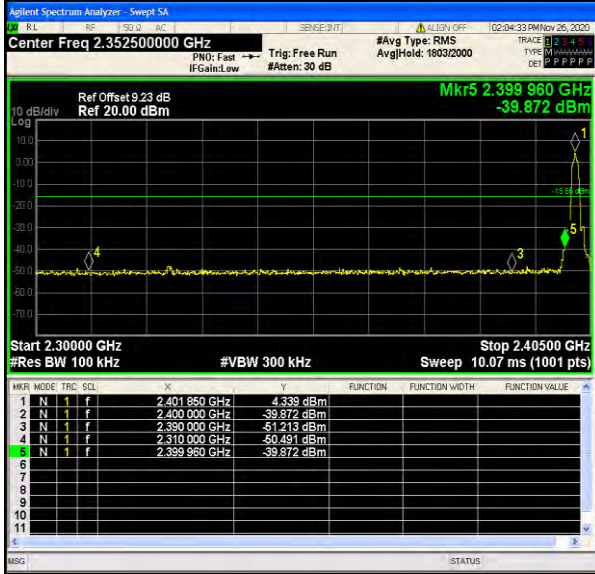 Agilent Spectrum Analyzer - Swept SA
RL RF 50 Ω AC SENSE:INT ALIGN OFF 02:04:33 PM Nov 26, 2020
Center Freq 2.352500000 GHz #Avg Type: RMS TRACE 1 2 3 4 5 6
PNO: Fast Trig: Free Run Avg|Hold: 1803/2000 TYPE M
IFGain:Low #Atten: 30 dB DET P P P P P P
Mkr5 2.399 960 GHz
Ref Offset 9.23 dB
10 dB/div Ref 20.00 dBm -39.872 dBm
Log
10.0
0.00
-10.0
-20.0
-30.0
-40.0
-50.0
-60.0
-70.0
1
5
4
3
Start 2.30000 GHz Stop 2.40500 GHz
#Res BW 100 kHz #VBW 300 kHz Sweep 10.07 ms (1001 pts)
MKR MODE TRC SCL X Y FUNCTION FUNCTION WIDTH FUNCTION VALUE
1 N 1 f 2.401 850 GHz 4.339 dBm
2 N 1 f 2.400 000 GHz -39.872 dBm
3 N 1 f 2.390 000 GHz -51.213 dBm
4 N 1 f 2.310 000 GHz -50.491 dBm
5 N 1 f 2.399 960 GHz -39.872 dBm
6
7
8
9
10
11
MSG STATUS